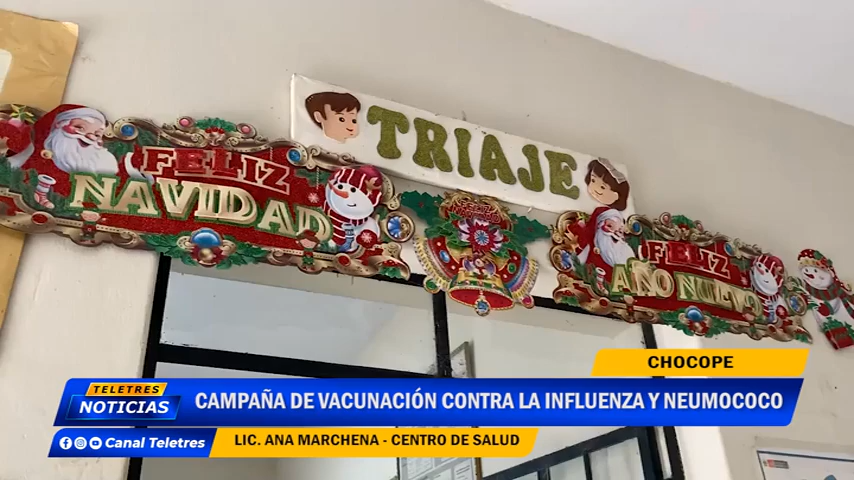 TRIAJE
FELIZ
NAVIDAD
FELIZ
AÑO NUEVO
CHOCOPE
TELETRES
NOTICIAS
CAMPAÑA DE VACUNACIÓN CONTRA LA INFLUENZA Y NEUMOCOCO
Canal Teletres
LIC. ANA MARCHENA - CENTRO DE SALUD